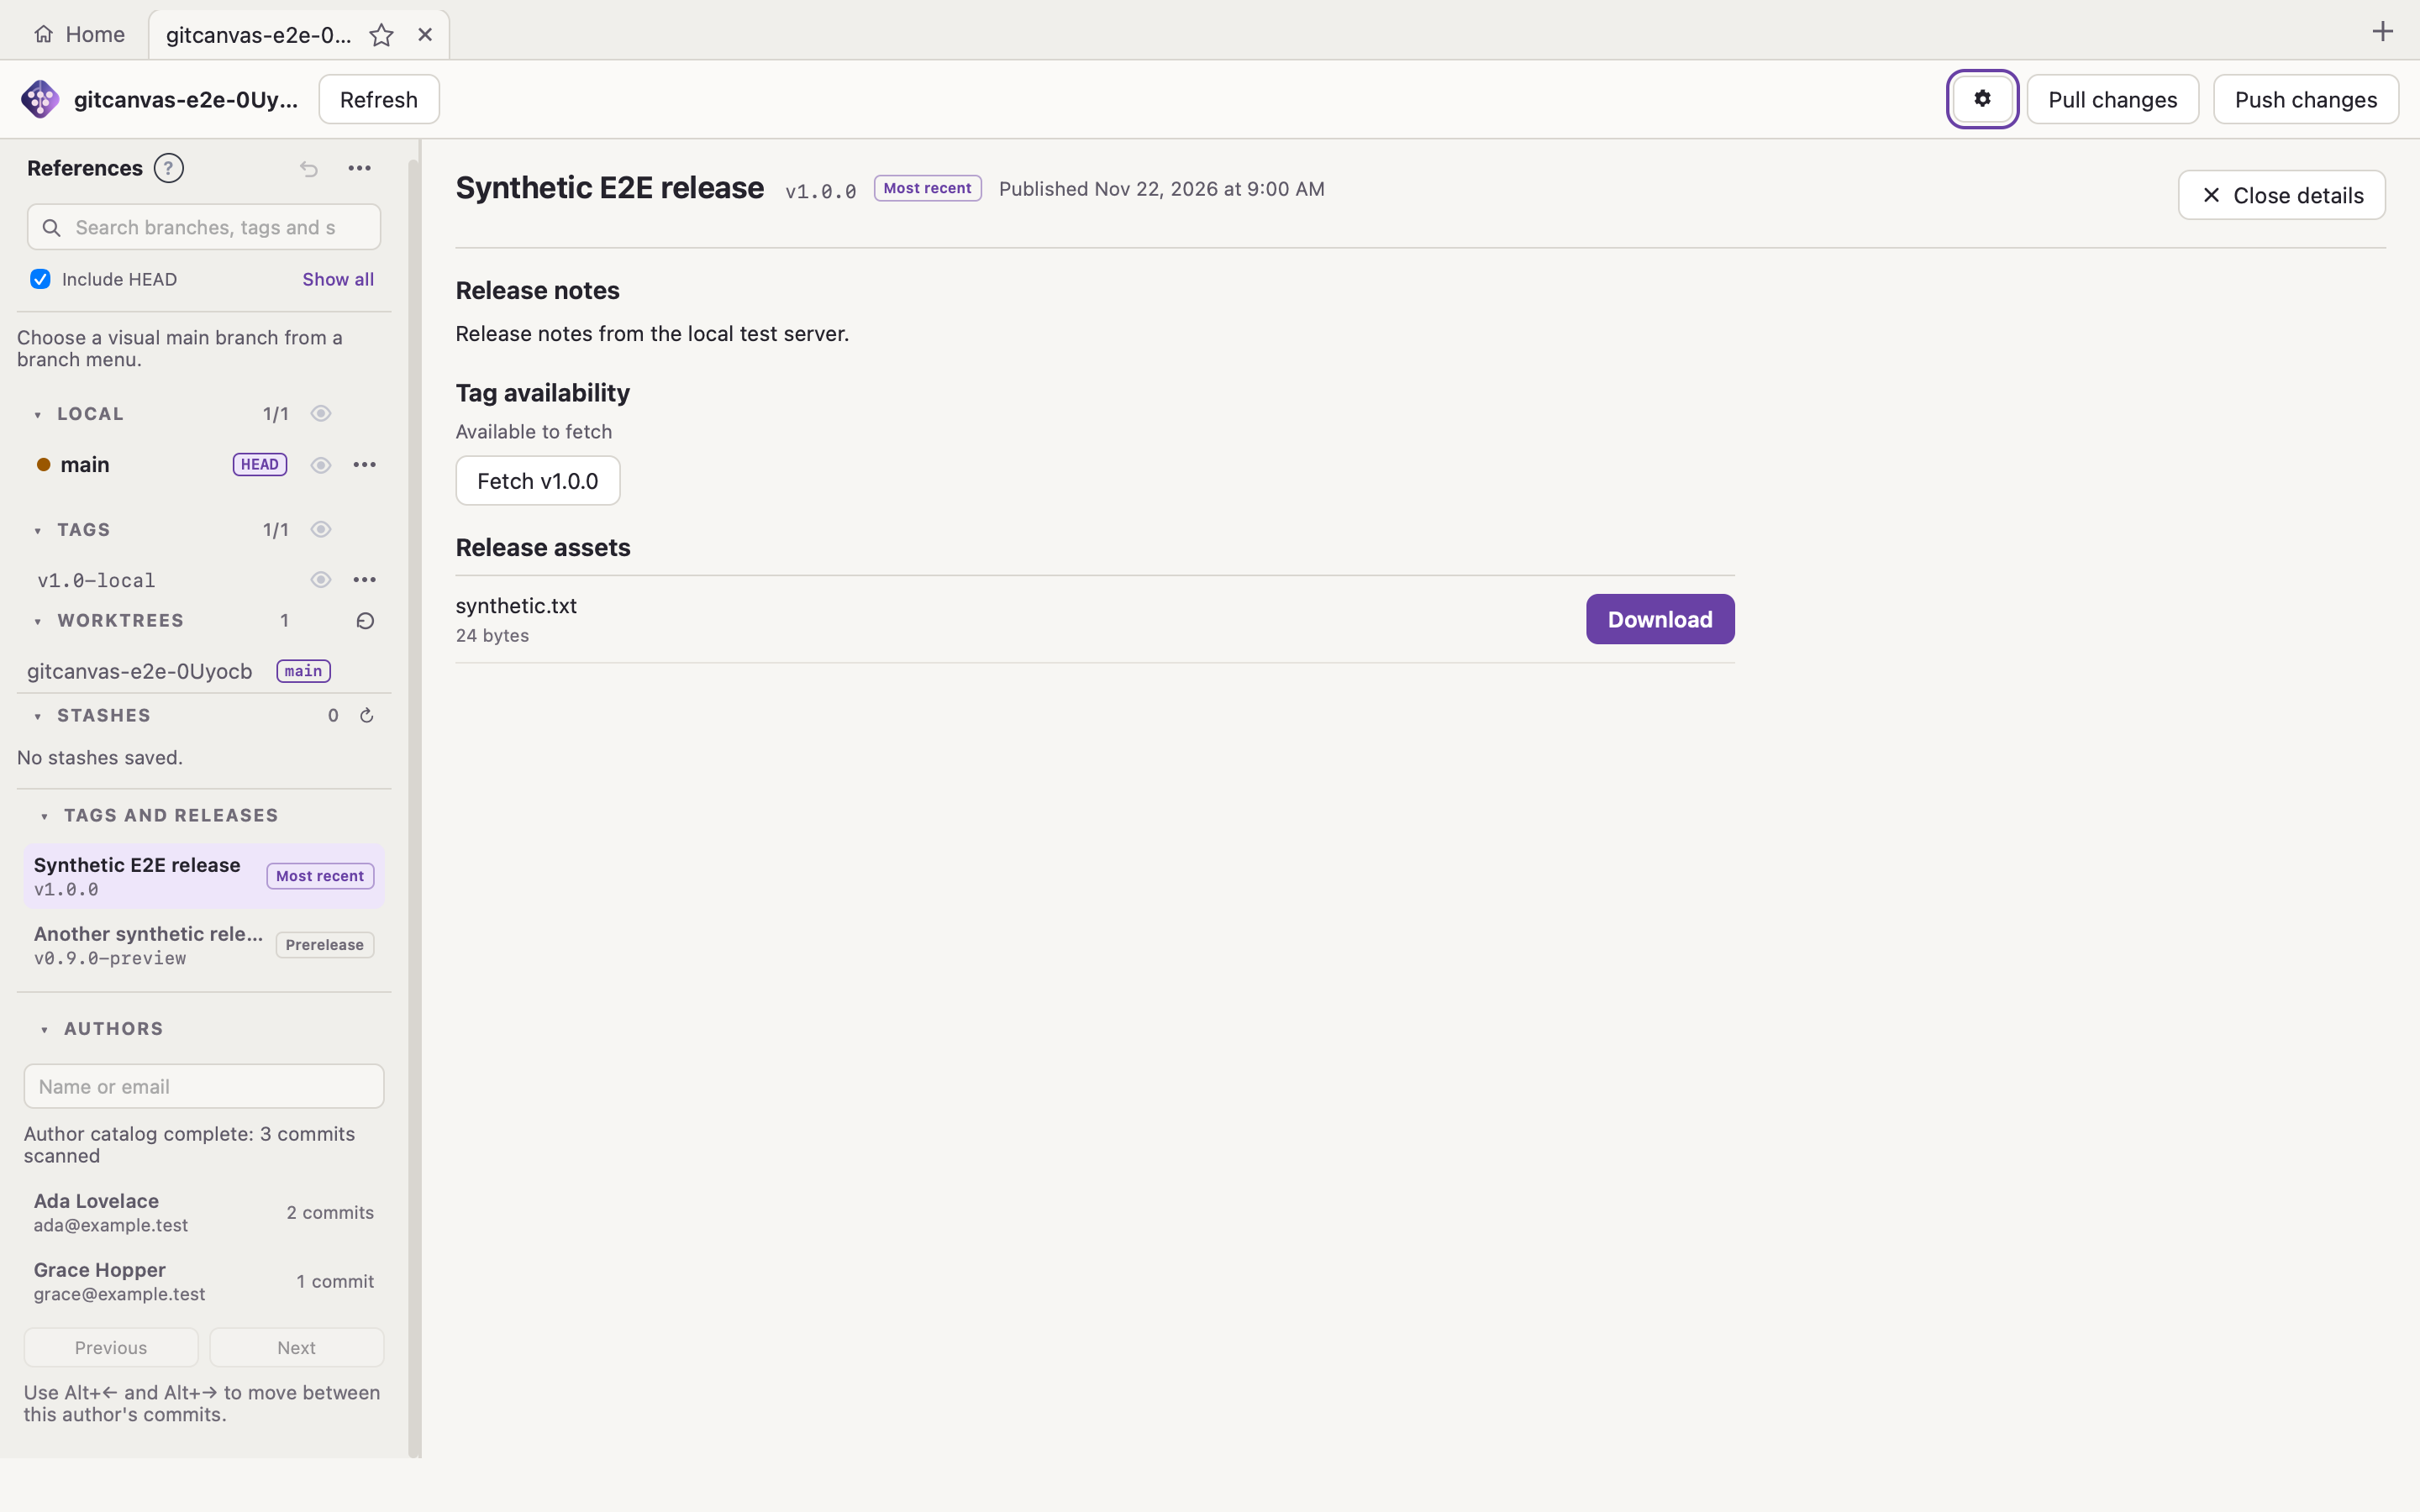 Home
gitcanvas-e2e-0...
gitcanvas-e2e-0Uy...
Refresh
Pull changes
Push changes
References ?
Search branches, tags and s
Include HEAD
Show all
Choose a visual main branch from a
branch menu.
LOCAL 1/1
main HEAD
TAGS 1/1
v1.0-local
WORKTREES 1
gitcanvas-e2e-0Uyocb main
STASHES 0
No stashes saved.
TAGS AND RELEASES
Synthetic E2E release
v1.0.0
Most recent
Another synthetic rele...
v0.9.0-preview
Prerelease
AUTHORS
Name or email
Author catalog complete: 3 commits
scanned
Ada Lovelace
ada@example.test
2 commits
Grace Hopper
grace@example.test
1 commit
Previous
Next
Use Alt+← and Alt+→ to move between
this author's commits.
Synthetic E2E release v1.0.0 Most recent Published Nov 22, 2026 at 9:00 AM
Close details
Release notes
Release notes from the local test server.
Tag availability
Available to fetch
Fetch v1.0.0
Release assets
synthetic.txt
24 bytes
Download